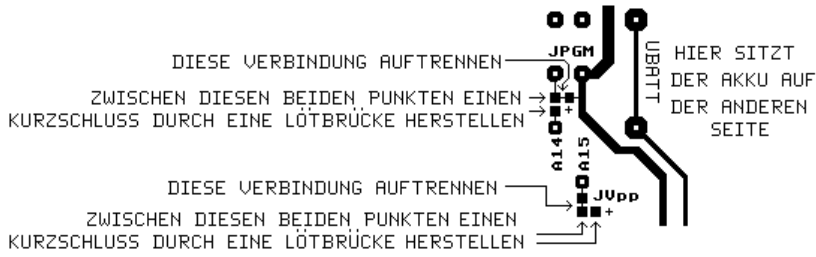 JPGM
DIESE VERBINDUNG AUFTRENNEN
ZWISCHEN DIESEN BEIDEN PUNKTEN EINEN
KURZSCHLUSS DURCH EINE LÖTBRÜCKE HERSTELLEN
+
UBATT
HIER SITZT
DER AKKU AUF
DER ANDEREN
SEITE
A14
A15
DIESE VERBINDUNG AUFTRENNEN
JVpp
+
ZWISCHEN DIESEN BEIDEN PUNKTEN EINEN
KURZSCHLUSS DURCH EINE LÖTBRÜCKE HERSTELLEN